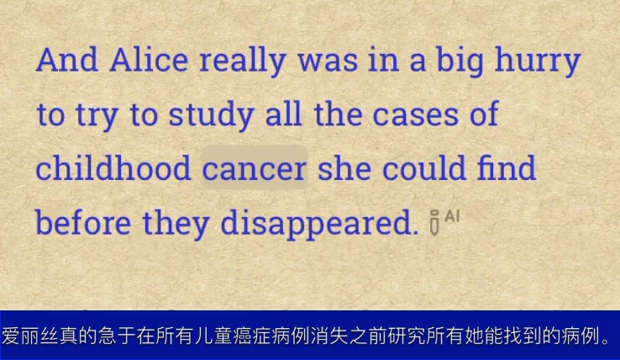 And Alice really was in a big hurry
to try to study all the cases of
childhood cancer she could find
before they disappeared. AI
爱丽丝真的急于在所有儿童癌症病例消失之前研究所有她能找到的病例。